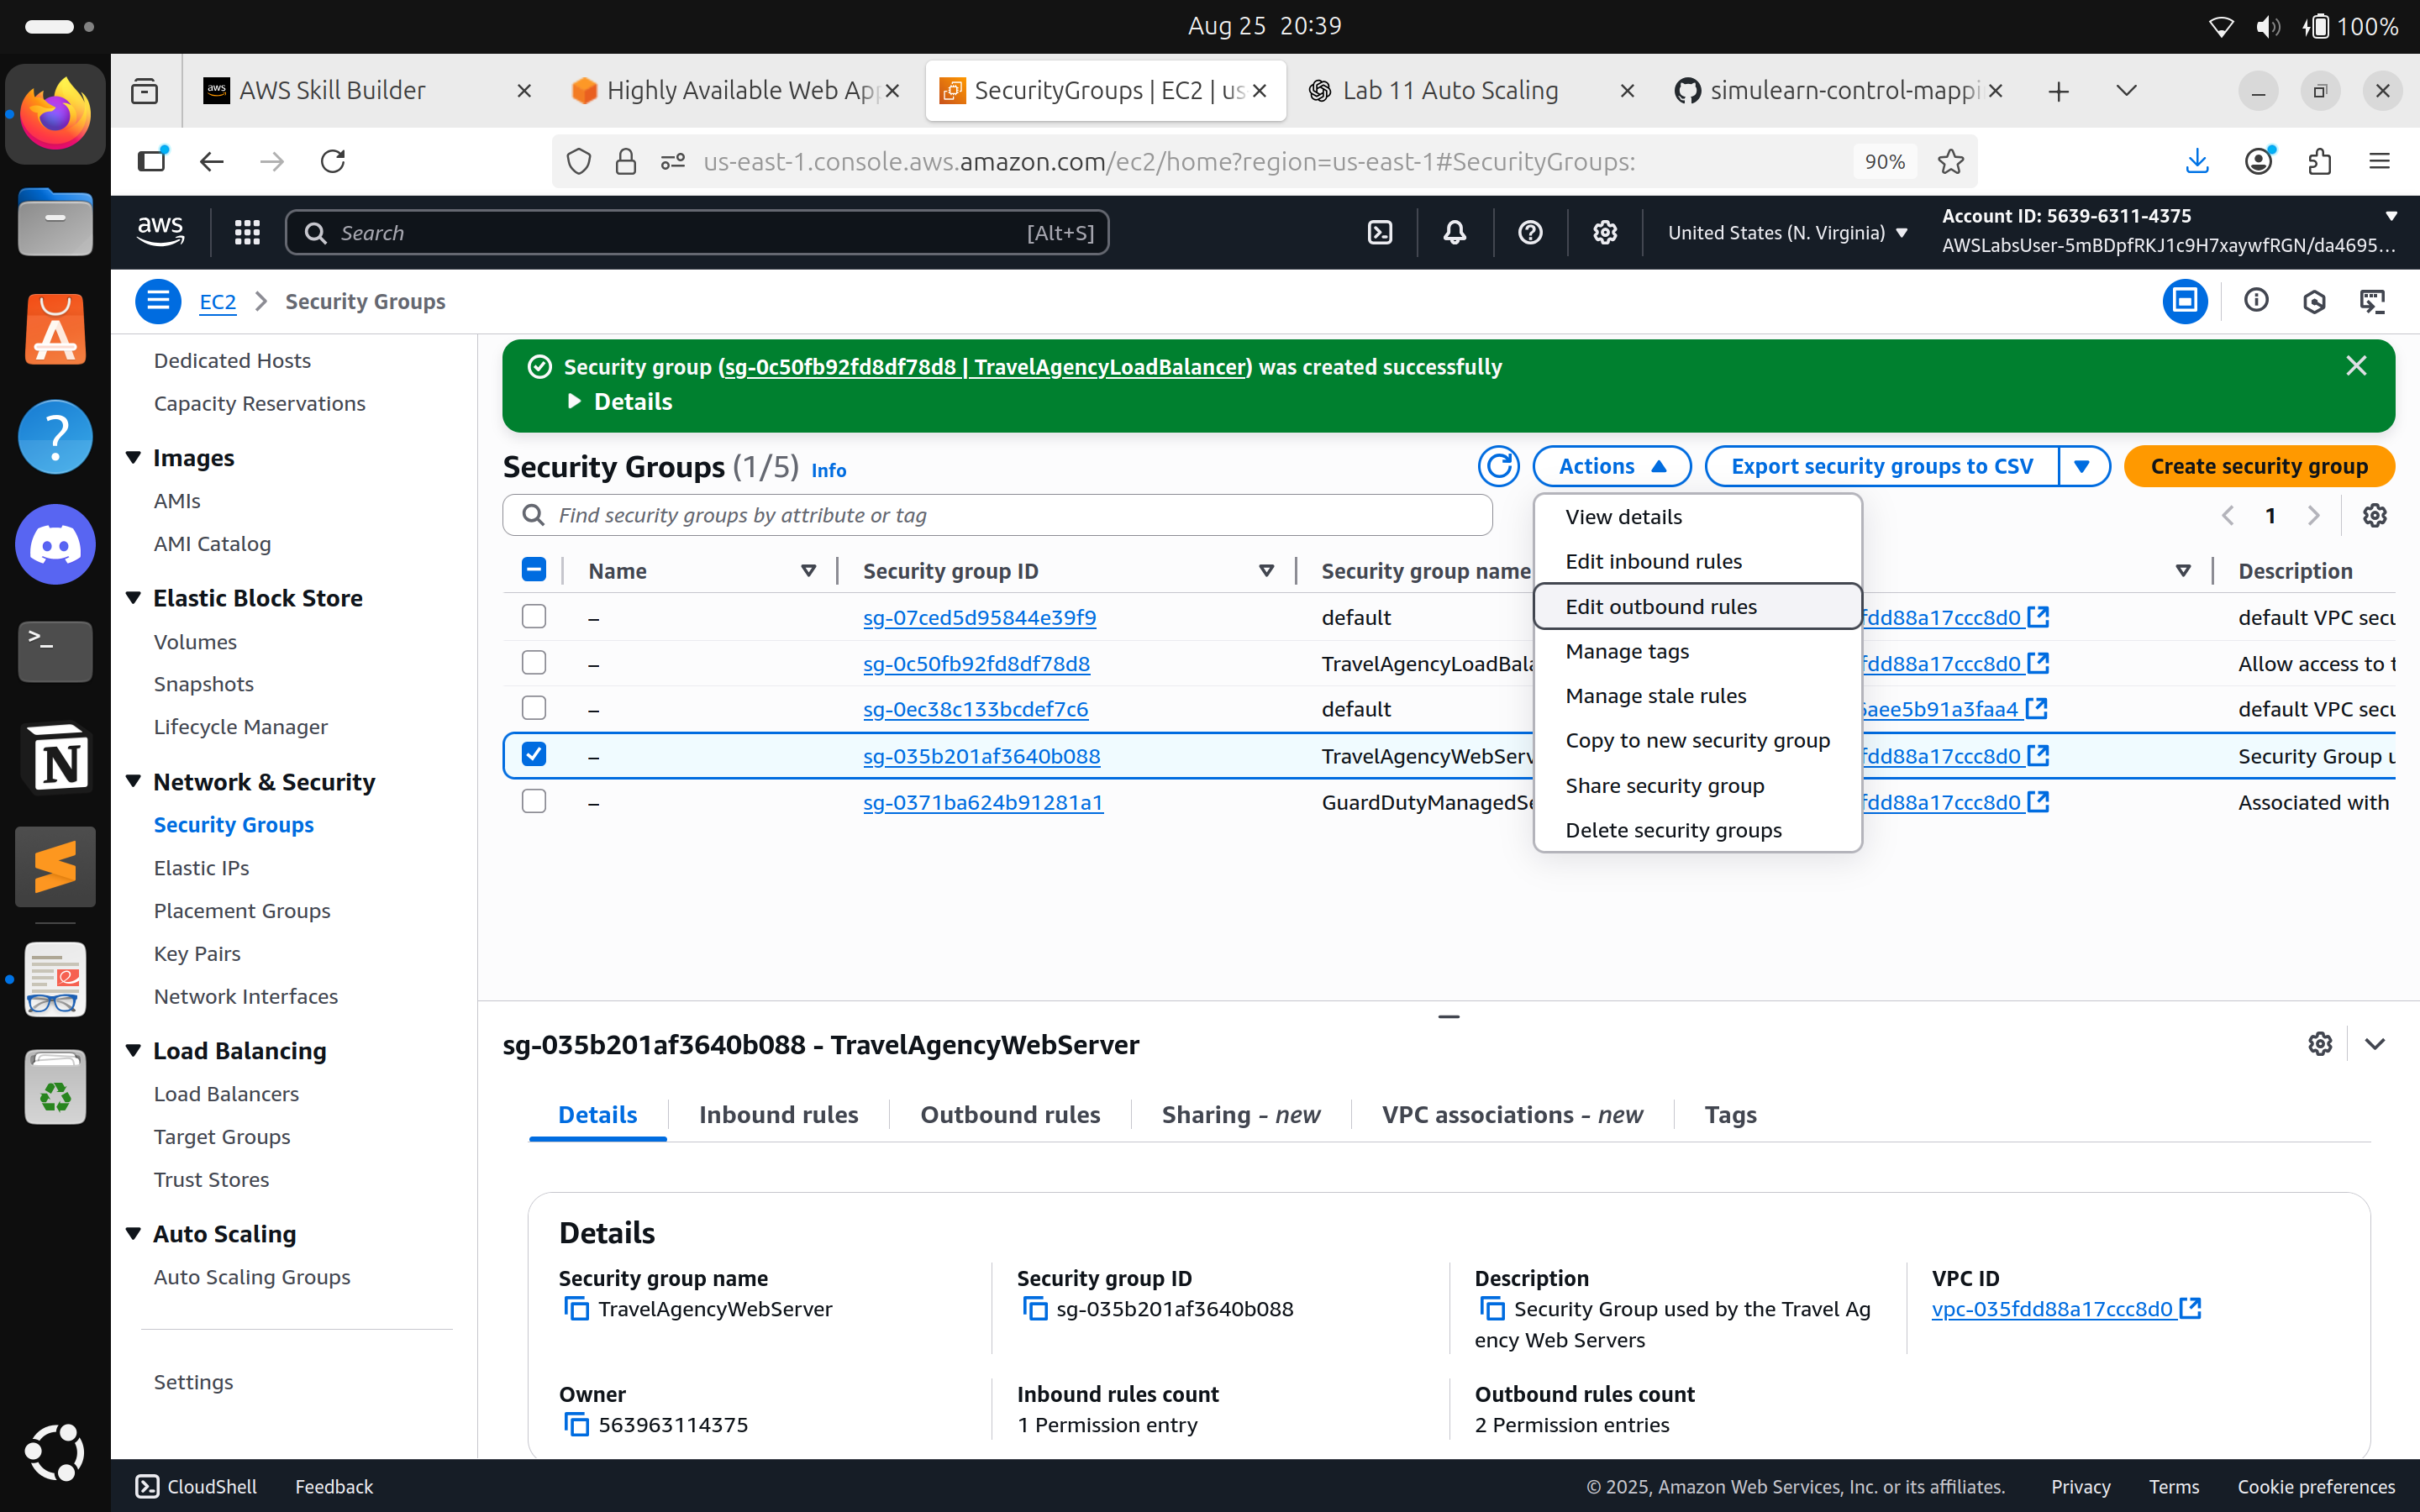 Aug 25 20:39
100%
AWS Skill Builder
Highly Available Web App
SecurityGroups | EC2 | us
Lab 11 Auto Scaling
simulearn-control-mappi
us-east-1.console.aws.amazon.com/ec2/home?region=us-east-1#SecurityGroups:
90%
aws
Search
[Alt+S]
United States (N. Virginia)
Account ID: 5639-6311-4375
AWSLabsUser-5mBDpfRKJ1c9H7xaywfRGN/da4695...
EC2
Security Groups
Dedicated Hosts
Capacity Reservations
Images
AMIs
AMI Catalog
Elastic Block Store
Volumes
Snapshots
Lifecycle Manager
Network & Security
Security Groups
Elastic IPs
Placement Groups
Key Pairs
Network Interfaces
Load Balancing
Load Balancers
Target Groups
Trust Stores
Auto Scaling
Auto Scaling Groups
Settings
Security group (sg-0c50fb92fd8df78d8 | TravelAgencyLoadBalancer) was created successfully
Details
Security Groups (1/5) Info
Actions
Export security groups to CSV
Create security group
Find security groups by attribute or tag
1
View details
Edit inbound rules
Edit outbound rules
Manage tags
Manage stale rules
Copy to new security group
Share security group
Delete security groups
Name Security group ID Security group name Description
– sg-07ced5d95844e39f9 default fdd88a17ccc8d0 default VPC secu
– sg-0c50fb92fd8df78d8 TravelAgencyLoadBala fdd88a17ccc8d0 Allow access to t
– sg-0ec38c133bcdef7c6 default aee5b91a3faa4 default VPC secu
– sg-035b201af3640b088 TravelAgencyWebServ fdd88a17ccc8d0 Security Group u
– sg-0371ba624b91281a1 GuardDutyManagedSe fdd88a17ccc8d0 Associated with
sg-035b201af3640b088 - TravelAgencyWebServer
Details
Inbound rules
Outbound rules
Sharing - new
VPC associations - new
Tags
Details
Security group name
TravelAgencyWebServer
Security group ID
sg-035b201af3640b088
Description
Security Group used by the Travel Ag
ency Web Servers
VPC ID
vpc-035fdd88a17ccc8d0
Owner
563963114375
Inbound rules count
1 Permission entry
Outbound rules count
2 Permission entries
CloudShell
Feedback
© 2025, Amazon Web Services, Inc. or its affiliates.
Privacy
Terms
Cookie preferences